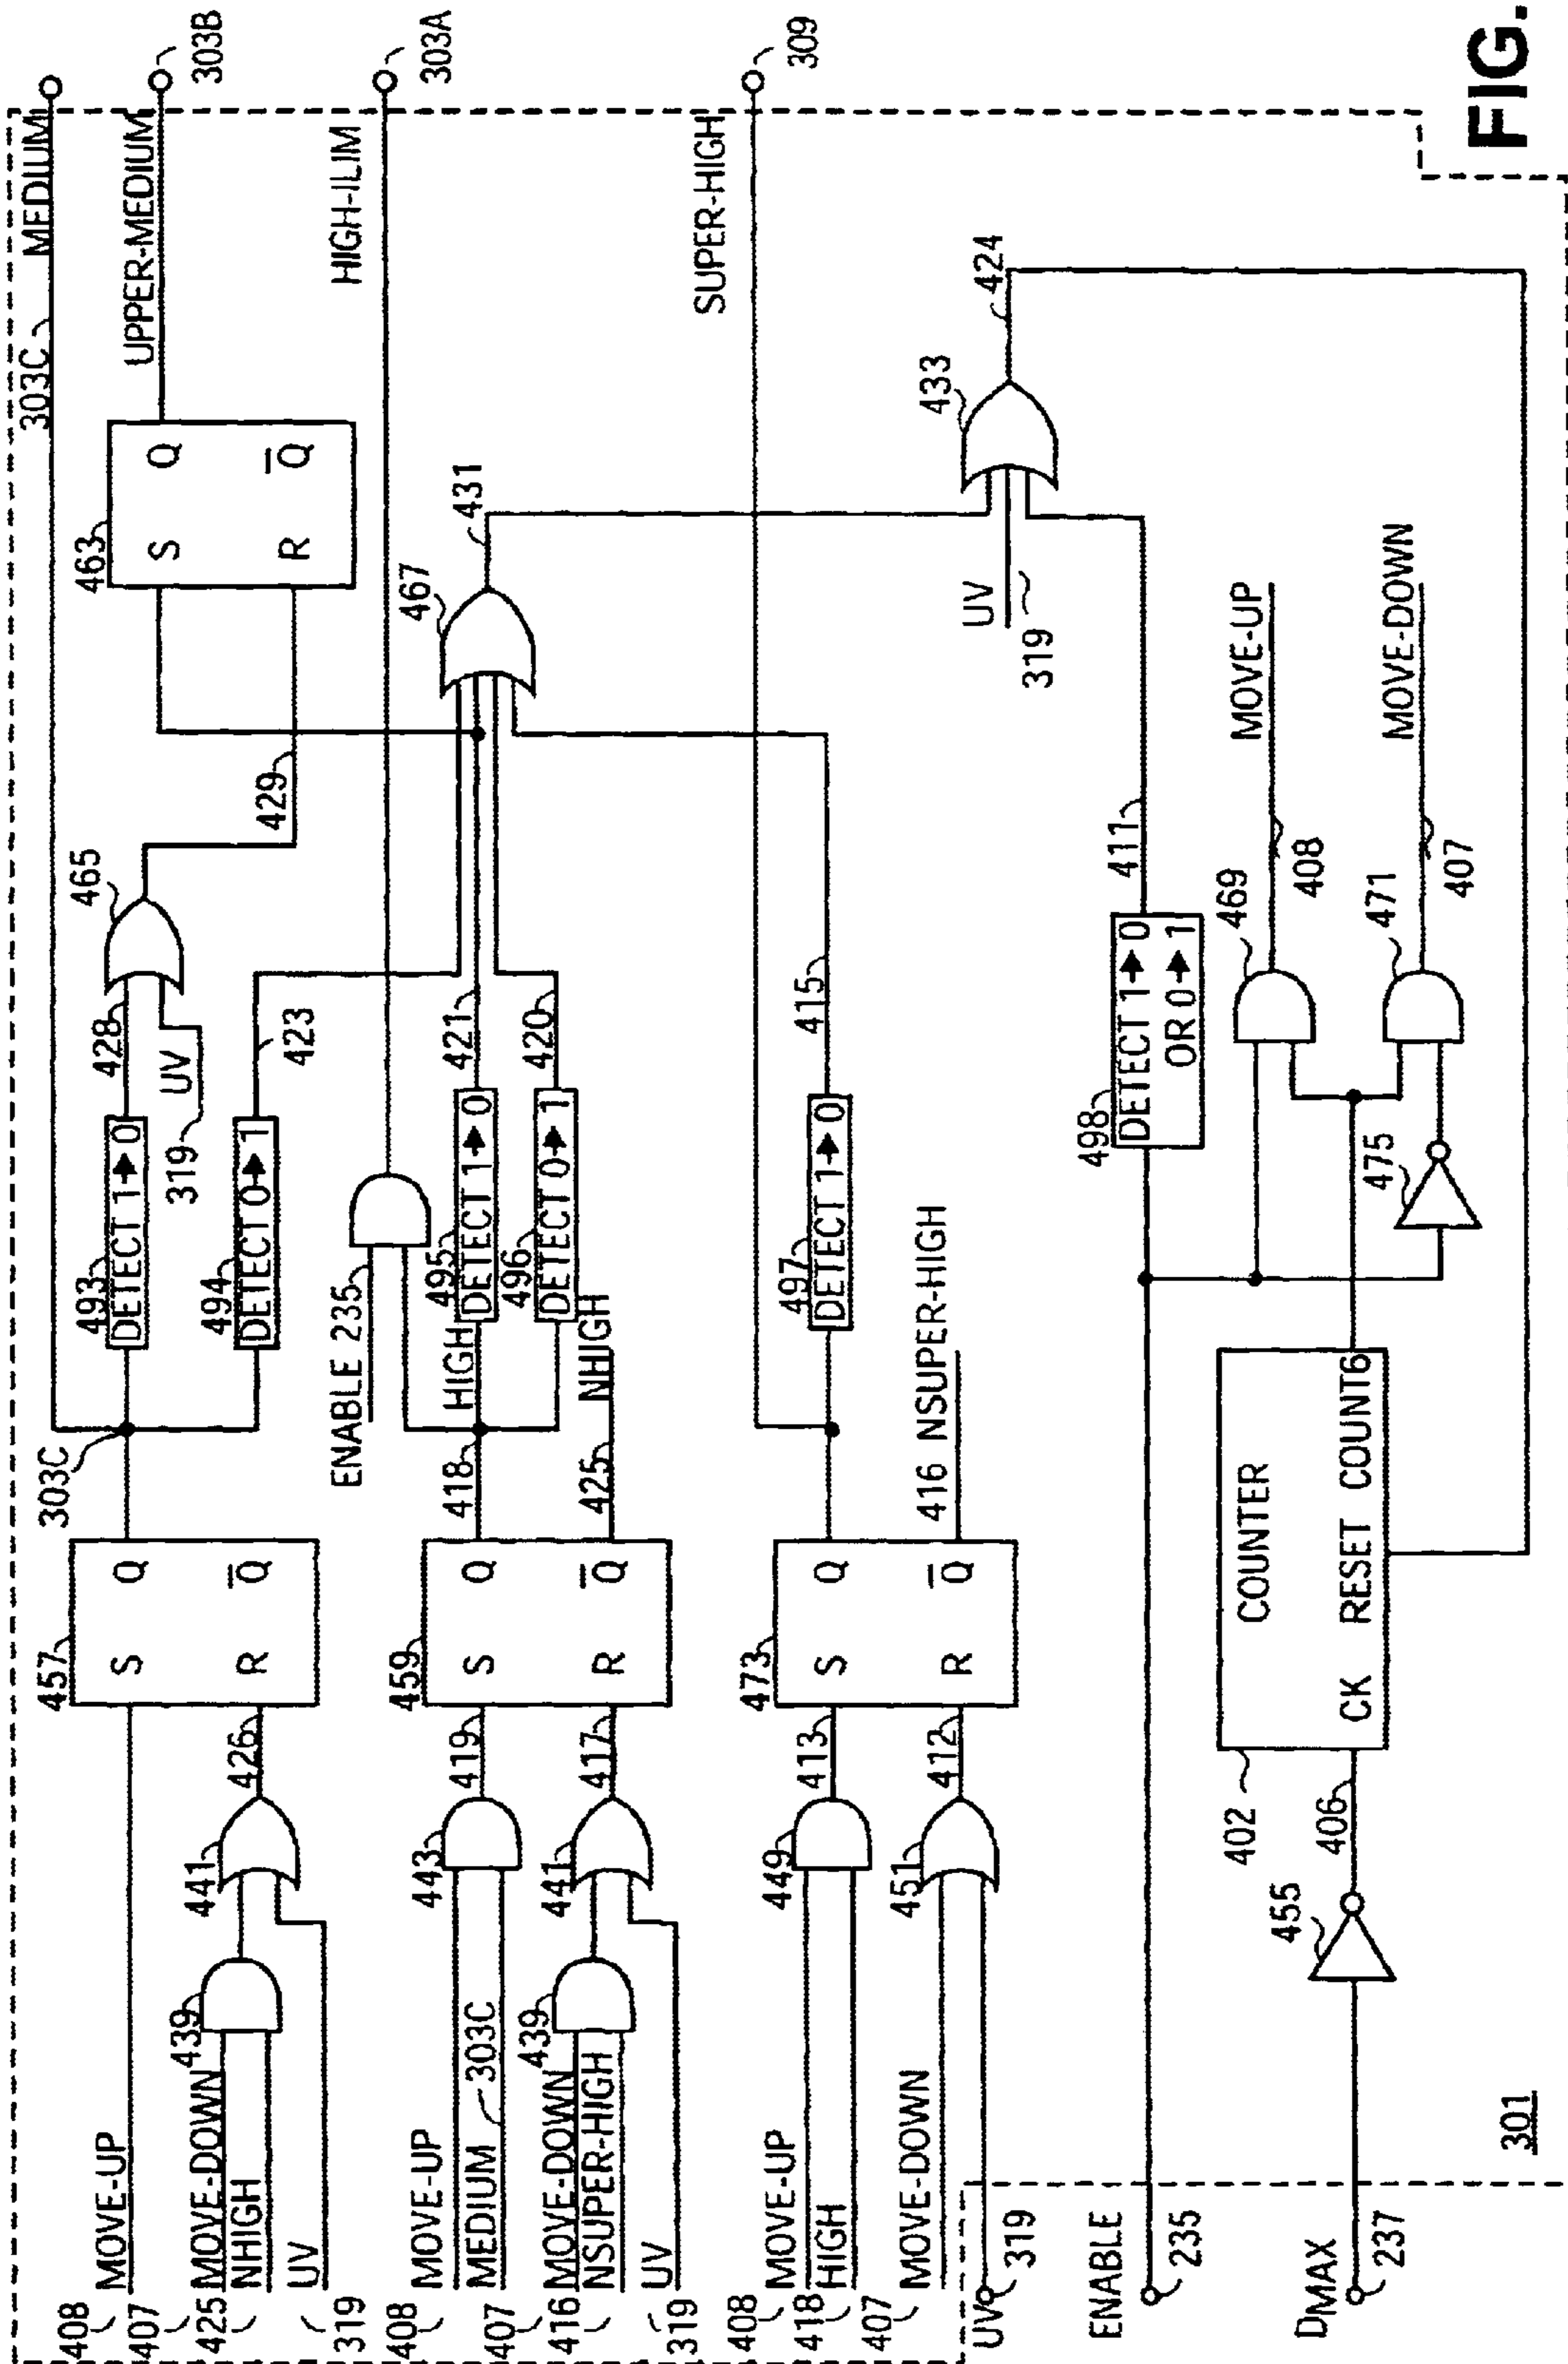 303C MEDIUM
UPPER-MEDIUM
303B
HIGH-ILIM
303A
SUPER-HIGH
309
463
S Q
R Q
465
428
UV
319
429
493
DETECT 1→0
494
DETECT 0→1
423
303C
457
S Q
R Q
426
441
439
408 MOVE-UP
407 MOVE-DOWN
425 NHIGH
319 UV
467
431
ENABLE 235
HIGH
495
DETECT 1→0
421
496
DETECT 0→1
420
418
425
NHIGH
459
S Q
R Q
419
417
443
441
439
408 MOVE-UP
MEDIUM 303C
407 MOVE-DOWN
416 NSUPER-HIGH
319 UV
497
DETECT 1→0
415
416 NSUPER-HIGH
473
S Q
R Q
413
412
449
451
408 MOVE-UP
418 HIGH
407 MOVE-DOWN
UV 319
424
433
UV
319
498
DETECT 1→0
OR 0→1
411
469
MOVE-UP
408
471
MOVE-DOWN
407
475
COUNTER
CK RESET COUNT6
402
406
455
ENABLE
235
DMAX
237
301
FIG.